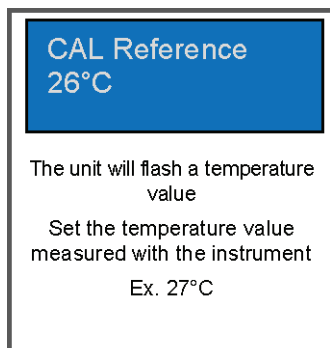 CAL Reference
26°C
The unit will flash a temperature
value
Set the temperature value
measured with the instrument
Ex. 27°C